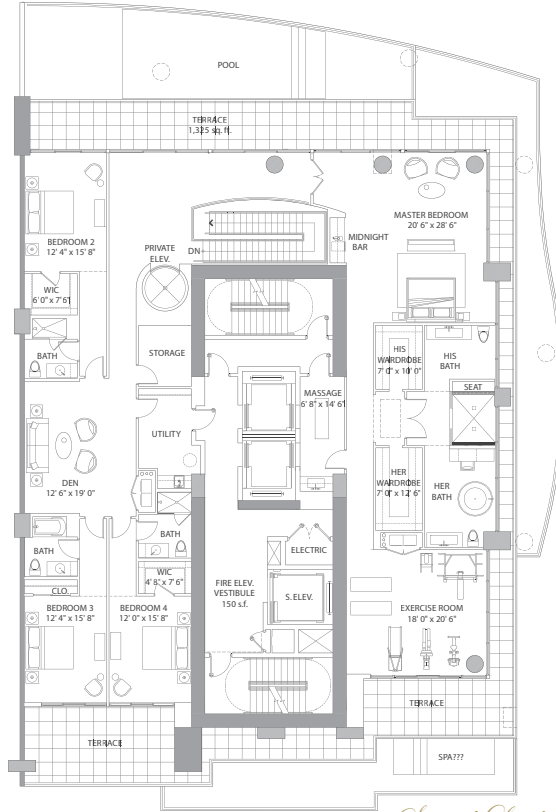 POOL
TERRACE
1,325 sq. ft.
MASTER BEDROOM
20' 6" x 28' 6"
MIDNIGHT
BAR
BEDROOM 2
12' 4" x 15' 8"
PRIVATE
ELEV.
DN
WIC
6' 0" x 7' 6"
BATH
STORAGE
HIS
WARDROBE
7' 0" x 10' 0"
HIS
BATH
SEAT
MASSAGE
6' 8" x 14' 6"
UTILITY
DEN
12' 6" x 19' 0"
HER
WARDROBE
7' 0" x 12' 6"
HER
BATH
BATH
BATH
ELECTRIC
WIC
4' 8" x 7' 6"
CLO.
FIRE ELEV.
VESTIBULE
150 s.f.
S. ELEV.
BEDROOM 3
12' 4" x 15' 8"
BEDROOM 4
12' 0" x 15' 8"
EXERCISE ROOM
18' 0" x 20' 6"
TERRACE
TERRACE
SPA???